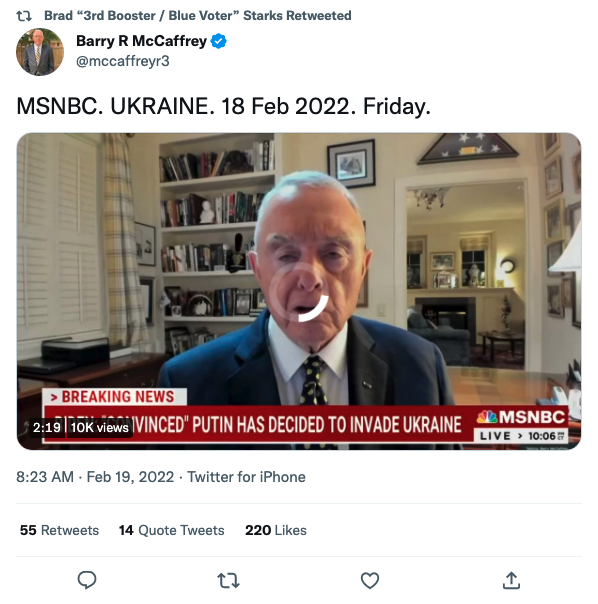 Brad “3rd Booster / Blue Voter” Starks Retweeted
Barry R McCaffrey
@mccaffreyr3
MSNBC. UKRAINE. 18 Feb 2022. Friday.
> BREAKING NEWS
"CONVINCED" PUTIN HAS DECIDED TO INVADE UKRAINE
2:19 10K views
MSNBC
LIVE > 10:06 PM ET
8:23 AM · Feb 19, 2022 · Twitter for iPhone
55 Retweets 14 Quote Tweets 220 Likes